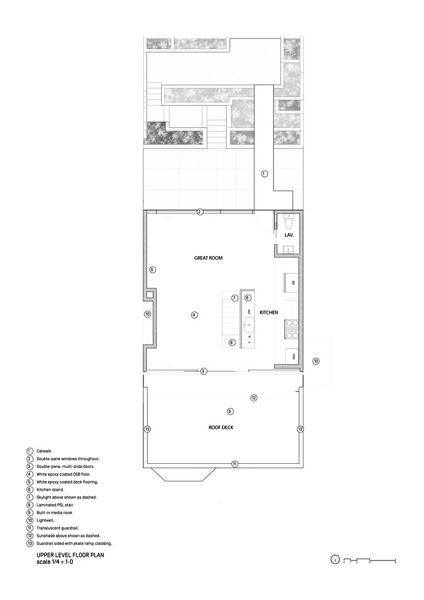 1
2
LAV.
GREAT ROOM
9
7
8
10
4
KITCHEN
6
3
10
12
5
13
ROOF DECK
13
11
1 Catwalk.
2 Double-pane windows throughout.
3 Double-pane, multi-slide doors.
4 White epoxy coated OSB floor.
5 White epoxy coated deck flooring.
6 Kitchen island.
7 Skylight above shown as dashed.
8 Laminated PSL stair.
9 Built-in media nook
10 Lightwell.
11 Transluscent guardrail.
12 Sunshade above shown as dashed.
13 Guardrail sided with skate ramp cladding.
UPPER LEVEL FLOOR PLAN
scale 1/4 = 1-0